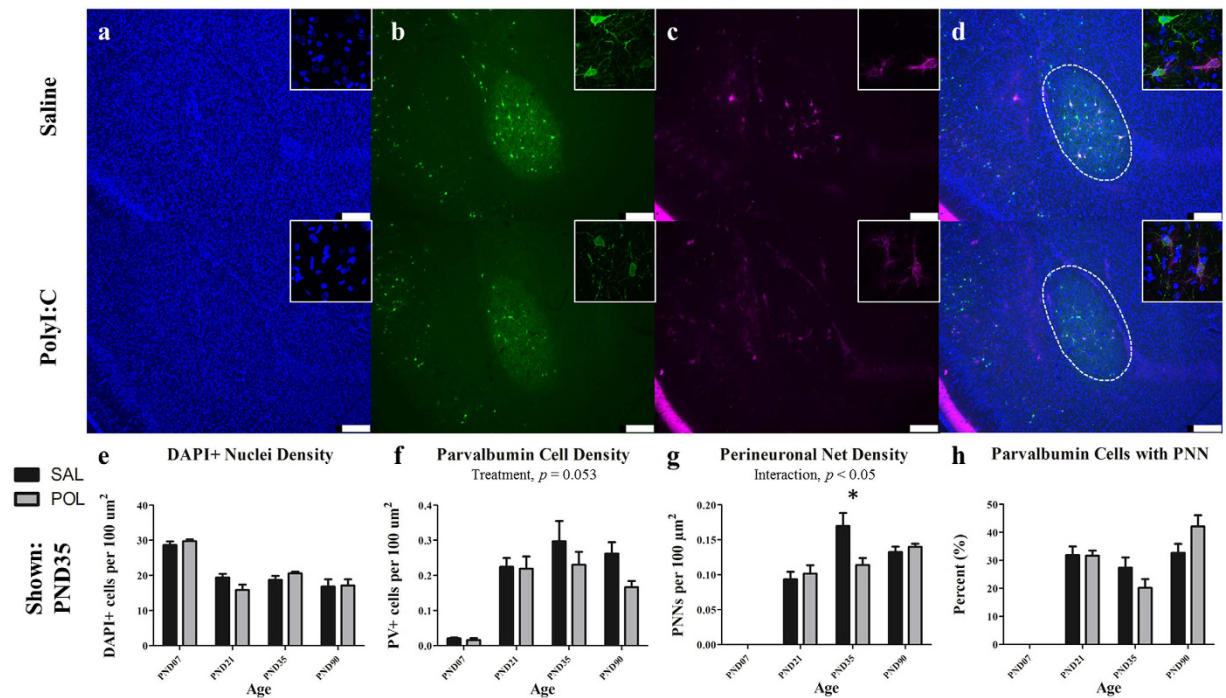 a b c d
Saline
PolyI:C
SAL
POL
Shown:
PND35
e DAPI+ Nuclei Density
DAPI+ cells per 100 um²
0 10 20 30 40
PND07 PND21 PND35 PND90
Age
f Parvalbumin Cell Density
Treatment, p = 0.053
PV+ cells per 100 um²
0.0 0.1 0.2 0.3 0.4
PND07 PND21 PND35 PND90
Age
g Perineuronal Net Density
Interaction, p < 0.05
*
PNNs per 100 µm²
0.00 0.05 0.10 0.15 0.20
PND07 PND21 PND35 PND90
Age
h Parvalbumin Cells with PNN
Percent (%)
0 10 20 30 40 50
PND07 PND21 PND35 PND90
Age